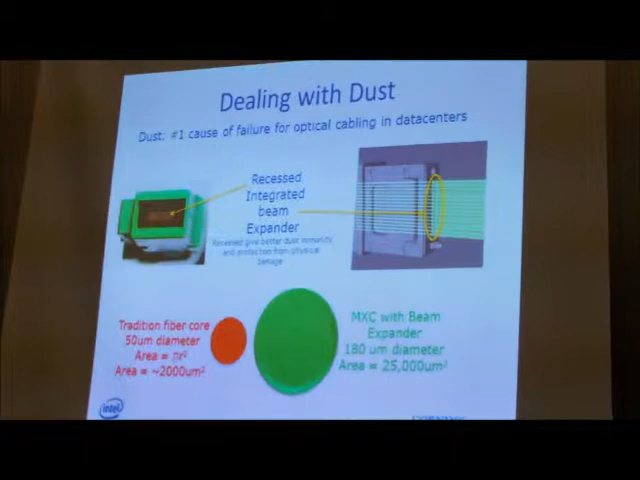 Dealing with Dust
Dust: #1 cause of failure for optical cabling in datacenters
Recessed
Integrated
beam
Expander
Recessed give better dust immunity
and protection from physical
damage
Tradition fiber core
50um diameter
Area = πr²
Area = ~2000um²
MXC with Beam
Expander
180 um diameter
Area = 25,000um²
intel